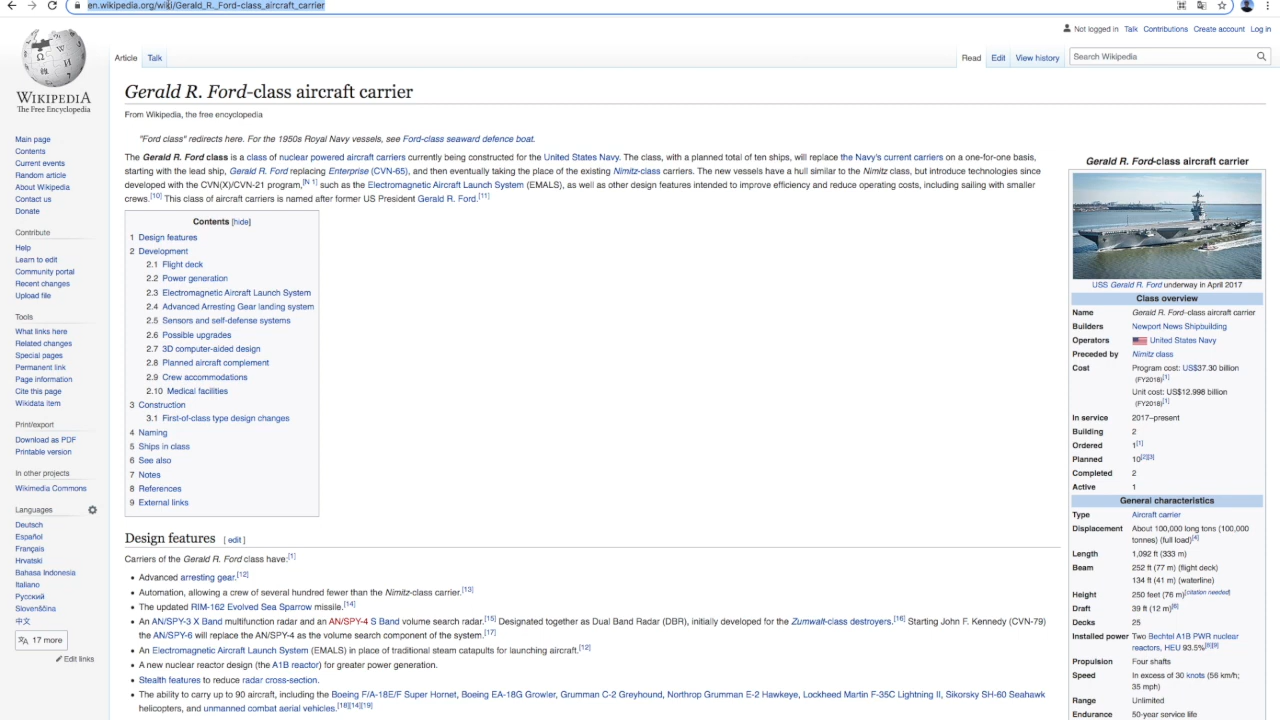 en.wikipedia.org/wiki/Gerald_R._Ford-class_aircraft_carrier
Not logged in Talk Contributions Create account Log in
Article Talk
Read Edit View history Search Wikipedia
WIKIPEDIA
The Free Encyclopedia
Main page
Contents
Current events
Random article
About Wikipedia
Contact us
Donate
Contribute
Help
Learn to edit
Community portal
Recent changes
Upload file
Tools
What links here
Related changes
Special pages
Permanent link
Page information
Cite this page
Wikidata item
Print/export
Download as PDF
Printable version
In other projects
Wikimedia Commons
Languages
Deutsch
Español
Français
Hrvatski
Bahasa Indonesia
Italiano
Русский
Slovenščina
中文
17 more
Edit links
Gerald R. Ford-class aircraft carrier
From Wikipedia, the free encyclopedia
"Ford class" redirects here. For the 1950s Royal Navy vessels, see Ford-class seaward defence boat.
The Gerald R. Ford class is a class of nuclear powered aircraft carriers currently being constructed for the United States Navy. The class, with a planned total of ten ships, will replace the Navy's current carriers on a one-for-one basis,
starting with the lead ship, Gerald R. Ford replacing Enterprise (CVN-65), and then eventually taking the place of the existing Nimitz-class carriers. The new vessels have a hull similar to the Nimitz class, but introduce technologies since
developed with the CVN(X)/CVN-21 program,[N 1] such as the Electromagnetic Aircraft Launch System (EMALS), as well as other design features intended to improve efficiency and reduce operating costs, including sailing with smaller
crews.[10] This class of aircraft carriers is named after former US President Gerald R. Ford.[11]
Contents [hide]
1 Design features
2 Development
2.1 Flight deck
2.2 Power generation
2.3 Electromagnetic Aircraft Launch System
2.4 Advanced Arresting Gear landing system
2.5 Sensors and self-defense systems
2.6 Possible upgrades
2.7 3D computer-aided design
2.8 Planned aircraft complement
2.9 Crew accommodations
2.10 Medical facilities
3 Construction
3.1 First-of-class type design changes
4 Naming
5 Ships in class
6 See also
7 Notes
8 References
9 External links
Design features [ edit ]
Carriers of the Gerald R. Ford class have:[1]
• Advanced arresting gear.[12]
• Automation, allowing a crew of several hundred fewer than the Nimitz-class carrier.[13]
• The updated RIM-162 Evolved Sea Sparrow missile.[14]
• An AN/SPY-3 X Band multifunction radar and an AN/SPY-4 S Band volume search radar.[15] Designated together as Dual Band Radar (DBR), initially developed for the Zumwalt-class destroyers.[16] Starting John F. Kennedy (CVN-79)
the AN/SPY-6 will replace the AN/SPY-4 as the volume search component of the system.[17]
• An Electromagnetic Aircraft Launch System (EMALS) in place of traditional steam catapults for launching aircraft.[12]
• A new nuclear reactor design (the A1B reactor) for greater power generation.
• Stealth features to reduce radar cross-section.
• The ability to carry up to 90 aircraft, including the Boeing F/A-18E/F Super Hornet, Boeing EA-18G Growler, Grumman C-2 Greyhound, Northrop Grumman E-2 Hawkeye, Lockheed Martin F-35C Lightning II, Sikorsky SH-60 Seahawk
helicopters, and unmanned combat aerial vehicles.[18][14][19]
Gerald R. Ford-class aircraft carrier
USS Gerald R. Ford underway in April 2017
Class overview
Name Gerald R. Ford-class aircraft carrier
Builders Newport News Shipbuilding
Operators United States Navy
Preceded by Nimitz class
Cost Program cost: US$37.30 billion
(FY2018)[1]
Unit cost: US$12.998 billion
(FY2018)[1]
In service 2017–present
Building 2
Ordered 1[1]
Planned 10[2][3]
Completed 2
Active 1
General characteristics
Type Aircraft carrier
Displacement About 100,000 long tons (100,000
tonnes) (full load)[4]
Length 1,092 ft (333 m)
Beam 252 ft (77 m) (flight deck)
134 ft (41 m) (waterline)
Height 250 feet (76 m)[citation needed]
Draft 39 ft (12 m)[6]
Decks 25
Installed power Two Bechtel A1B PWR nuclear
reactors, HEU 93.5%[8][9]
Propulsion Four shafts
Speed In excess of 30 knots (56 km/h;
35 mph)
Range Unlimited
Endurance 50-year service life